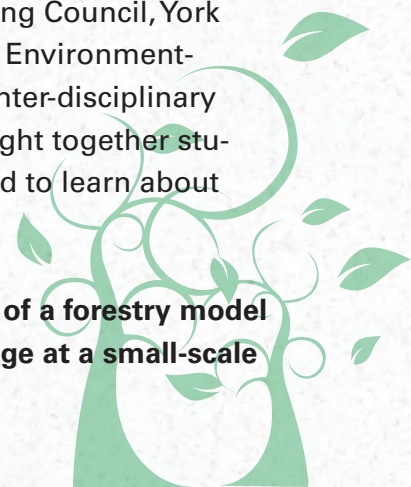 ng Council, York
Environment-
nter-disciplinary
ght together stu-
d to learn about
of a forestry model
ge at a small-scale